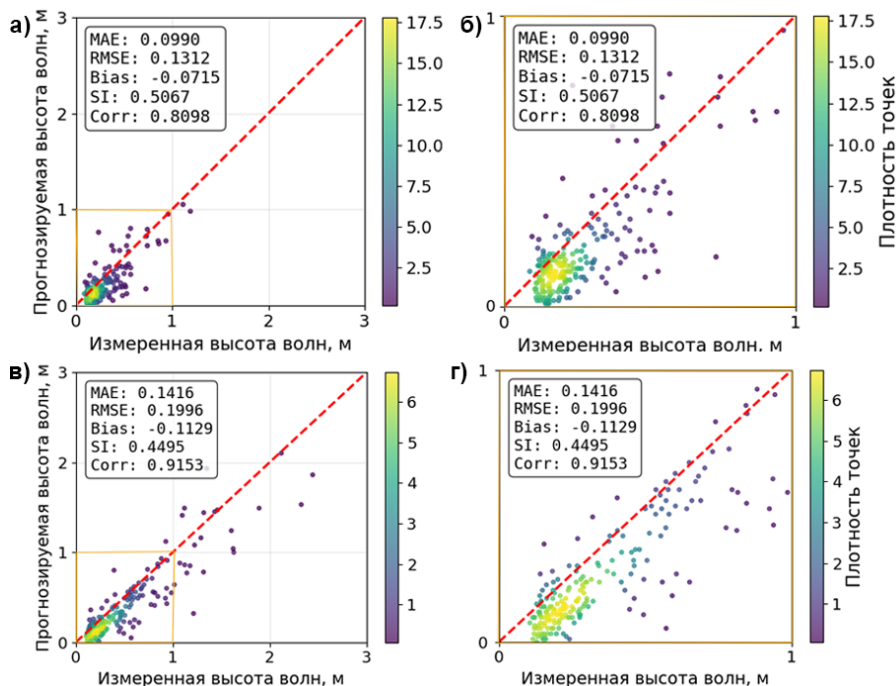 а)
Прогнозируемая высота волн, м
3
2
1
0
MAE: 0.0990
RMSE: 0.1312
Bias: -0.0715
SI: 0.5067
Corr: 0.8098
0
1
2
3
Измеренная высота волн, м
17.5
15.0
12.5
10.0
7.5
5.0
2.5
б)
1
0
MAE: 0.0990
RMSE: 0.1312
Bias: -0.0715
SI: 0.5067
Corr: 0.8098
0
1
Измеренная высота волн. м
17.5
15.0
12.5
10.0
7.5
5.0
2.5
Плотность точек
в)
Прогнозируемая высота волн, м
3
2
1
0
MAE: 0.1416
RMSE: 0.1996
Bias: -0.1129
SI: 0.4495
Corr: 0.9153
0
1
2
3
Измеренная высота волн, м
6
5
4
3
2
1
г)
1
0
MAE: 0.1416
RMSE: 0.1996
Bias: -0.1129
SI: 0.4495
Corr: 0.9153
0
1
Измеренная высота волн, м
6
5
4
3
2
1
Плотность точек